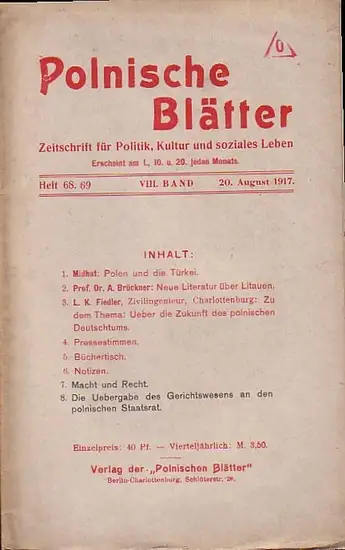 0
Polnische
Blätter
Zeitschrift für Politik, Kultur und soziales Leben
Erscheint am 1., 10. u. 20. jeden Monats.
Heft 68. 69 VIII. BAND 20. August 1917.
INHALT:
1. Midhat: Polen und die Türkei.
2. Prof. Dr. A. Brückner: Neue Literatur über Litauen.
3. L. K. Fiedler, Zivilingenieur, Charlottenburg: Zu
dem Thema: Ueber die Zukunft des polnischen
Deutschtums.
4. Pressestimmen.
5. Büchertisch.
6. Notizen.
7. Macht und Recht.
8. Die Uebergabe des Gerichtswesens an den
polnischen Staatsrat.
Einzelpreis: 40 Pf. — Vierteljährlich: M. 3,50.
Verlag der „Polnischen Blätter"
Berlin-Charlottenburg, Schlüterstr.